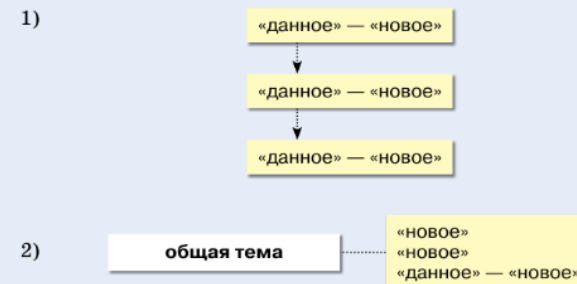 1)
«данное» — «новое»
«данное» — «новое»
«данное» — «новое»
2)
общая тема
«новое»
«новое»
«данное» — «новое»